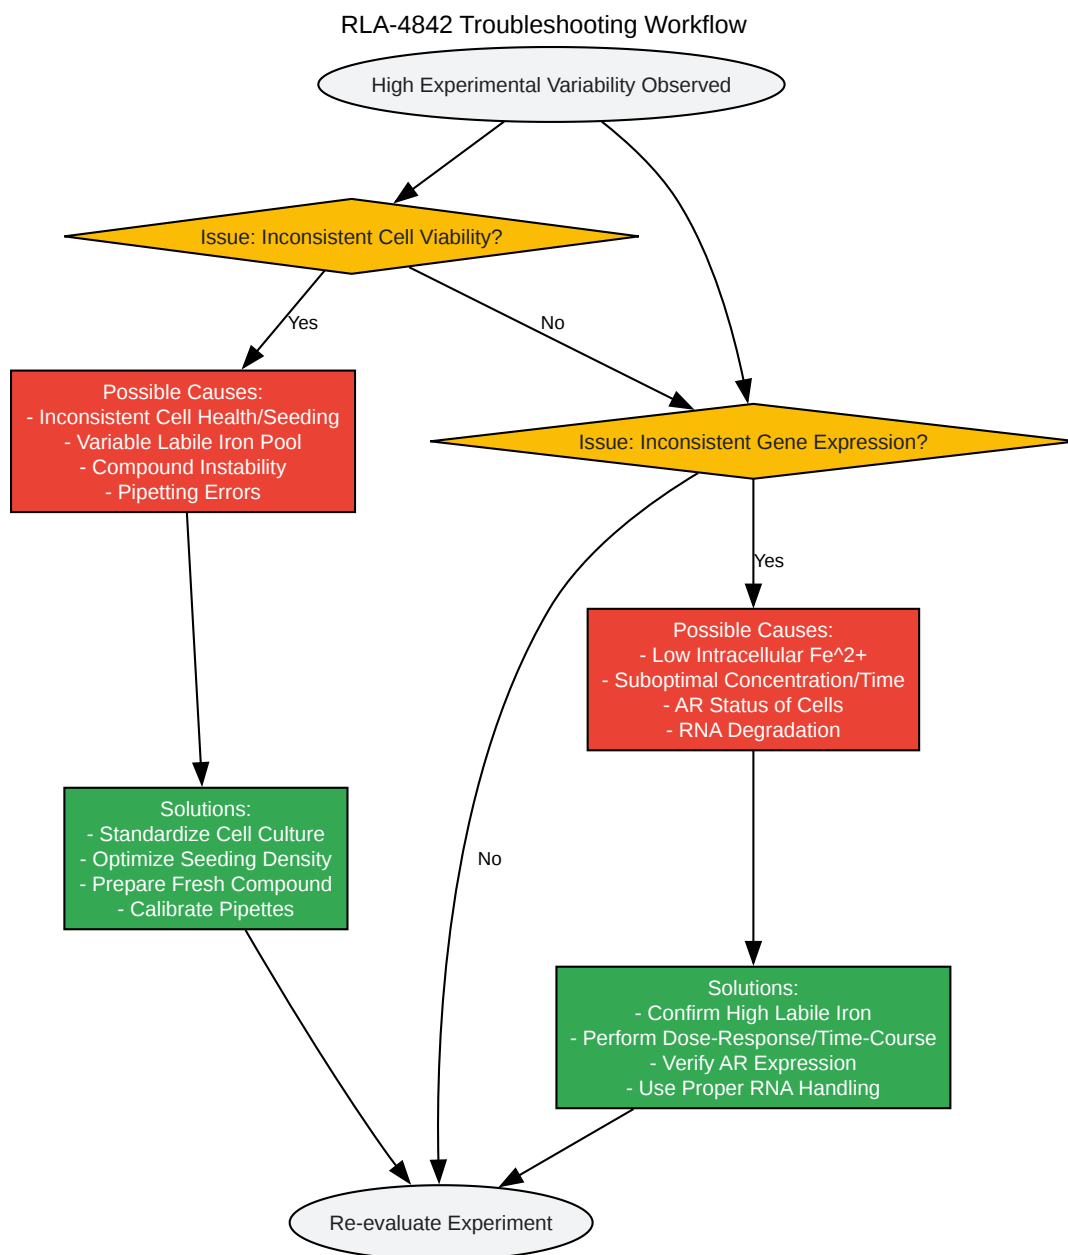 RLA-4842 Troubleshooting Workflow
High Experimental Variability Observed
Issue: Inconsistent Cell Viability?
Yes
No
Possible Causes:
- Inconsistent Cell Health/Seeding
- Variable Labile Iron Pool
- Compound Instability
- Pipetting Errors
Issue: Inconsistent Gene Expression?
Yes
Possible Causes:
- Low Intracellular Fe^2+
- Suboptimal Concentration/Time
- AR Status of Cells
- RNA Degradation
Solutions:
- Standardize Cell Culture
- Optimize Seeding Density
- Prepare Fresh Compound
- Calibrate Pipettes
No
Solutions:
- Confirm High Labile Iron
- Perform Dose-Response/Time-Course
- Verify AR Expression
- Use Proper RNA Handling
Re-evaluate Experiment